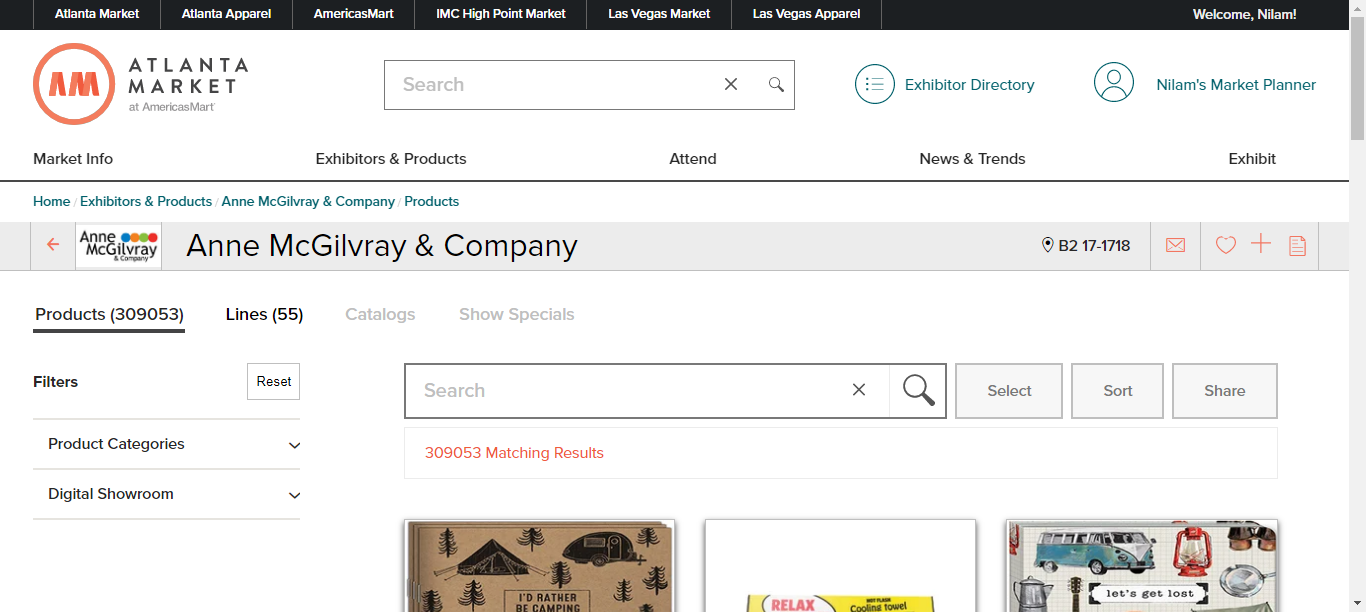 Atlanta Market Atlanta Apparel AmericasMart IMC High Point Market Las Vegas Market Las Vegas Apparel Welcome, Nilam!
ATLANTA
MARKET
at AmericasMart
AM
Search
Exhibitor Directory
Nilam's Market Planner
Market Info Exhibitors & Products Attend News & Trends Exhibit
Home / Exhibitors & Products / Anne McGilvray & Company / Products
Anne
McGilvray
& Company
Anne McGilvray & Company
B2 17-1718
Products (309053) Lines (55) Catalogs Show Specials
Filters Reset
Search Select Sort Share
Product Categories
309053 Matching Results
Digital Showroom
I'D RATHER
BE CAMPING
RELAX
HOT FLASH
Cooling towel
let's get lost